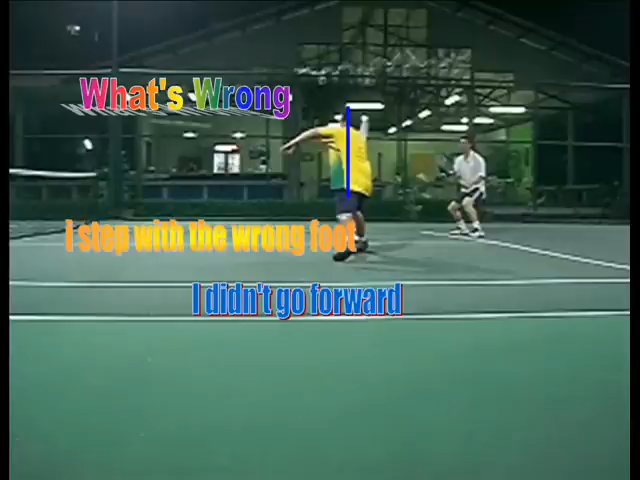 What's Wrong
I step with the wrong foot
I didn't go forward